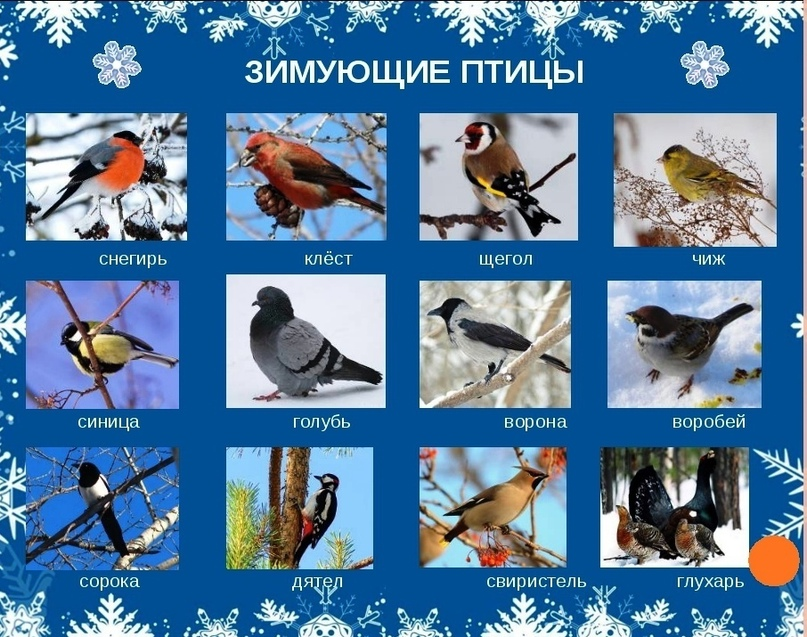 ЗИМУЮЩИЕ ПТИЦЫ
снегирь клёст щегол чиж
синица голубь ворона воробей
сорока дятел свиристель глухарь